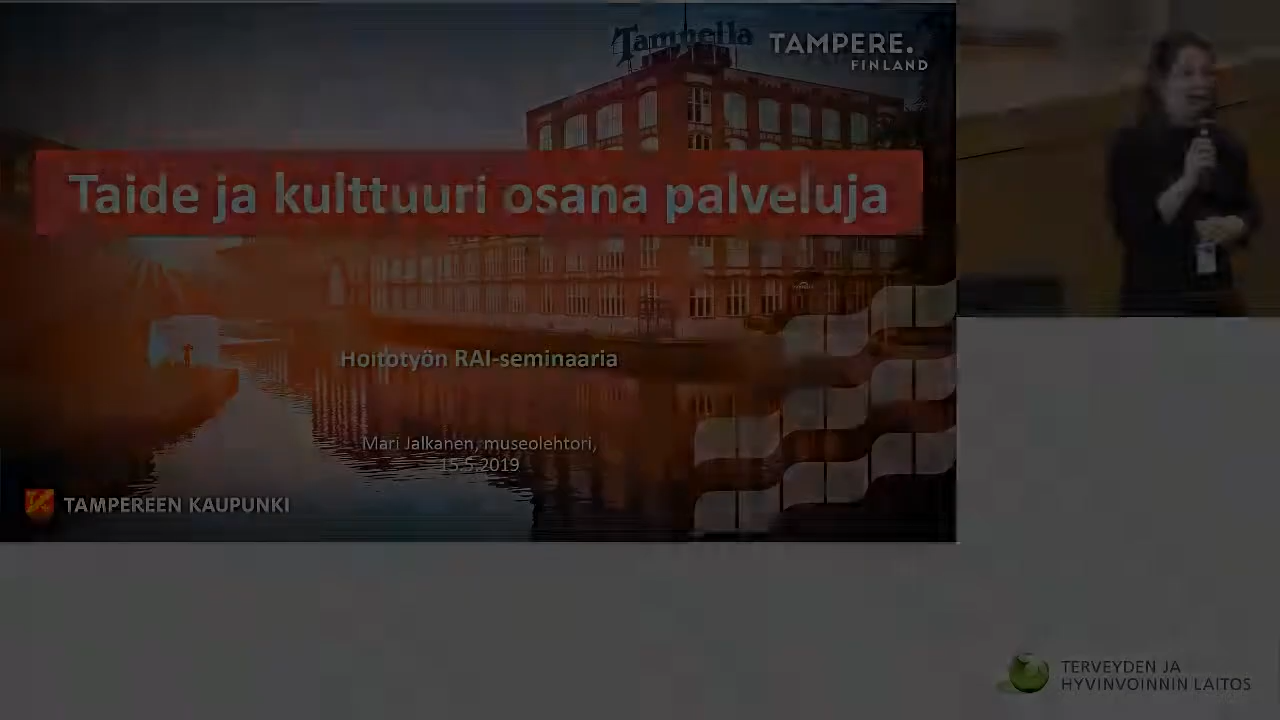 Tampella
TAMPERE.
FINLAND
Taide ja kulttuuri osana palveluja
Hoitotyön RAI-seminaaria
Mari Jalkanen, museolehtori,
15.5.2019
TAMPEREEN KAUPUNKI
TERVEYDEN JA
HYVINVOINNIN LAITOS